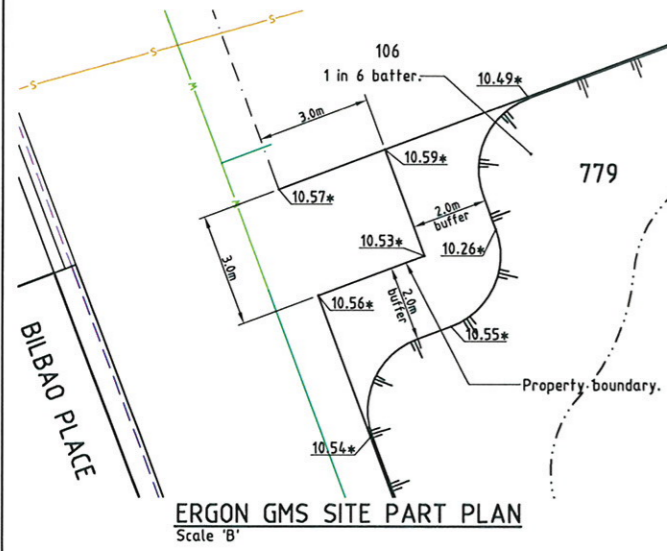 S
S
S
106
1 in 6 batter.
10.49*
M
3.0m
779
10.59*
M
10.57*
2.0m
buffer
10.53*
10.26*
3.0m
2.0m
buffer
10.56*
10.55*
BILBAO PLACE
Property boundary.
10.54*
ERGON GMS SITE PART PLAN
Scale 'B'